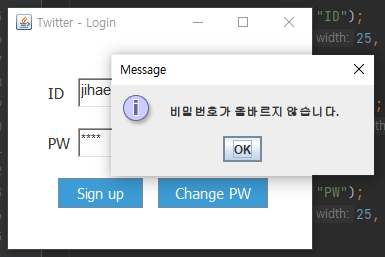 Twitter - Login
"ID");
width: 25,
Message
비밀번호가 올바르지 않습니다.
OK
ID
jihae
PW
****
);
Sign up
Change PW
"PW");
width: 25,